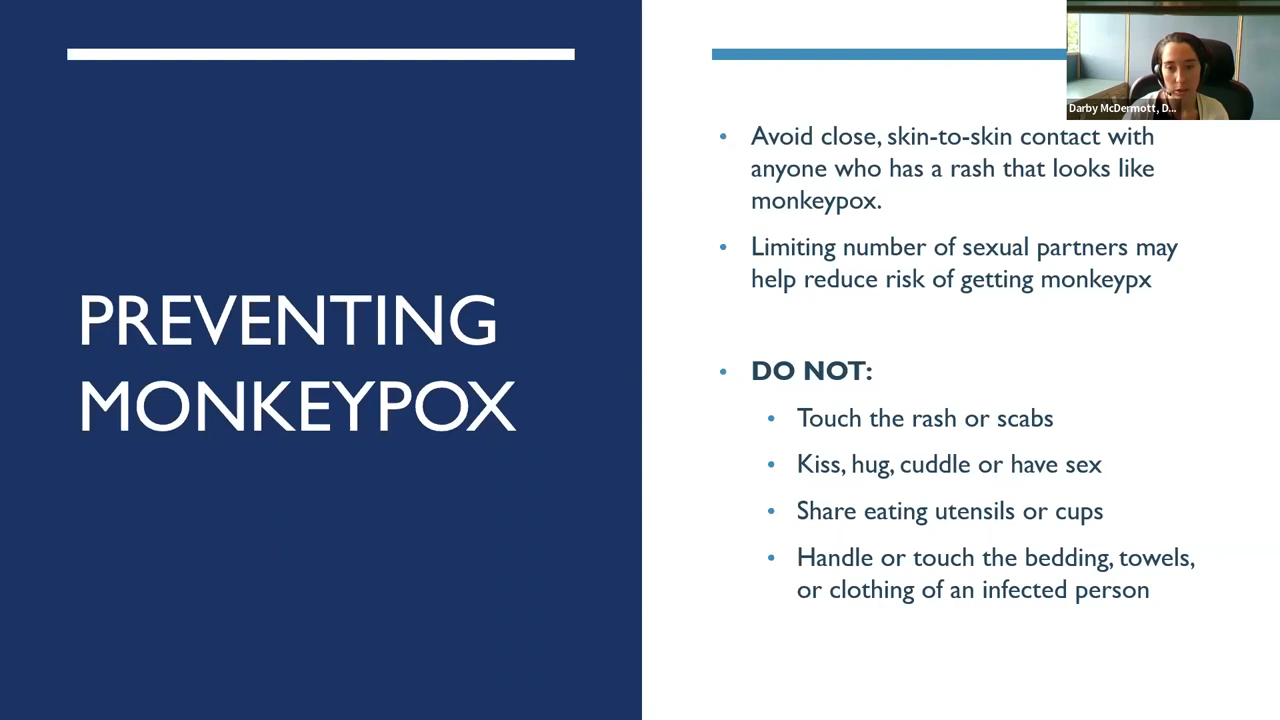 Darby McDermott, D...
PREVENTING
MONKEYPOX
• Avoid close, skin-to-skin contact with
anyone who has a rash that looks like
monkeypox.
• Limiting number of sexual partners may
help reduce risk of getting monkeypx
• DO NOT:
• Touch the rash or scabs
• Kiss, hug, cuddle or have sex
• Share eating utensils or cups
• Handle or touch the bedding, towels,
or clothing of an infected person